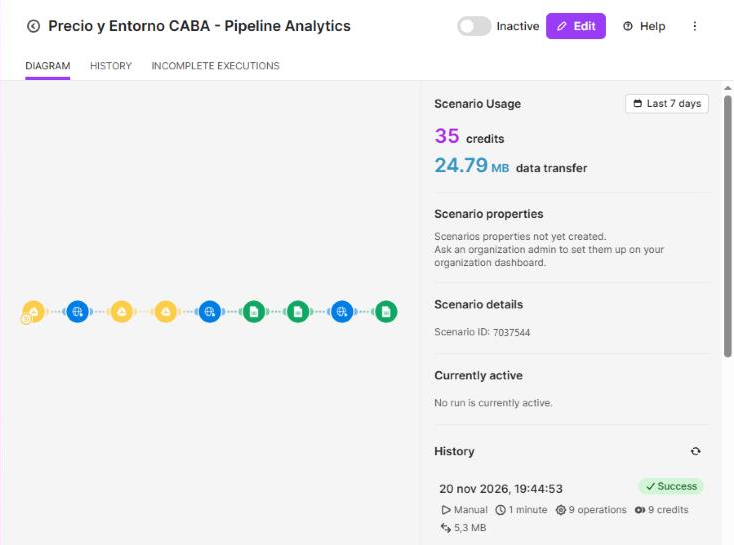 Precio y Entorno CABA - Pipeline Analytics
Inactive
Edit
Help
DIAGRAM HISTORY INCOMPLETE EXECUTIONS
Scenario Usage
Last 7 days
35 credits
24.79 MB data transfer
Scenario properties
Scenarios properties not yet created.
Ask an organization admin to set them up on your
organization dashboard.
Scenario details
Scenario ID: 7037544
Currently active
No run is currently active.
History
20 nov 2026, 19:44:53
Success
Manual 1 minute 9 operations 9 credits
5,3 MB